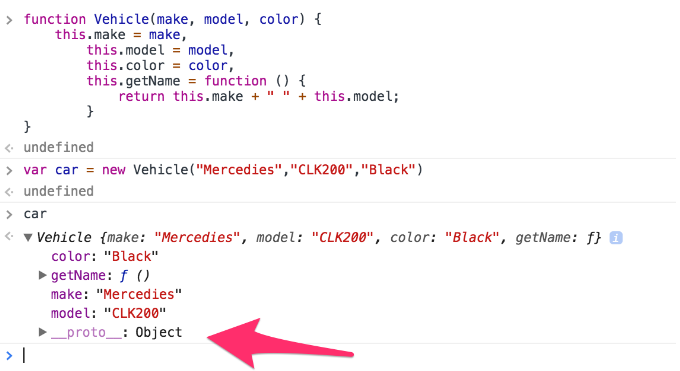 > function Vehicle(make, model, color) {
this.make = make,
this.model = model,
this.color = color,
this.getName = function () {
return this.make + " " + this.model;
}
}
undefined
> var car = new Vehicle("Mercedies","CLK200","Black")
undefined
> car
▼ Vehicle {make: "Mercedies", model: "CLK200", color: "Black", getName: ƒ} i
color: "Black"
▶ getName: ƒ ()
make: "Mercedies"
model: "CLK200"
▶ __proto__: Object
>